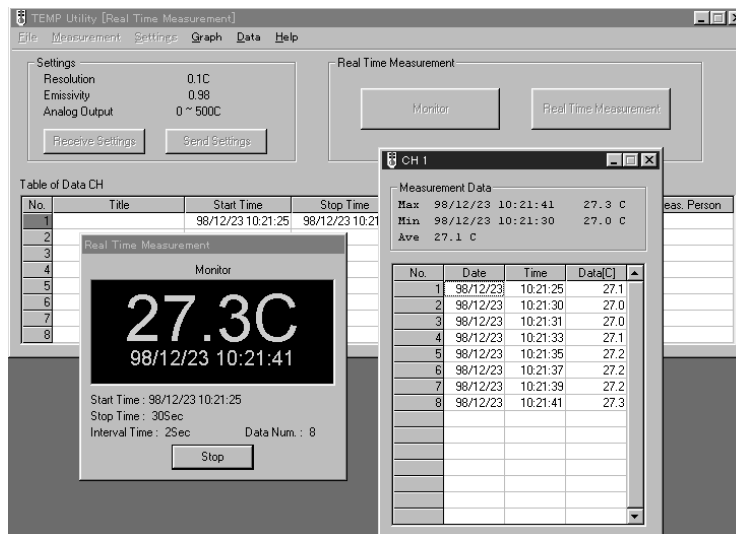 TEMP Utility [Real Time Measurement]
File Measurement Settings Graph Data Help
Settings
Resolution 0.1C
Emissivity 0.98
Analog Output 0 ~ 500C
Receive Settings Send Settings
Real Time Measurement
Monitor Real Time Measurement
Table of Data CH
No. Title Start Time Stop Time eas. Person
1 98/12/23 10:21:25 98/12/23 10:21
2
3
4
5
6
7
8
Real Time Measurement
Monitor
27.3C
98/12/23 10:21:41
Start Time : 98/12/23 10:21:25
Stop Time : 30Sec
Interval Time : 2Sec Data Num. : 8
Stop
CH 1
Measurement Data
Max 98/12/23 10:21:41 27.3 C
Min 98/12/23 10:21:30 27.0 C
Ave 27.1 C
No. Date Time Data[C]
1 98/12/23 10:21:25 27.1
2 98/12/23 10:21:30 27.0
3 98/12/23 10:21:31 27.0
4 98/12/23 10:21:33 27.1
5 98/12/23 10:21:35 27.2
6 98/12/23 10:21:37 27.2
7 98/12/23 10:21:39 27.2
8 98/12/23 10:21:41 27.3